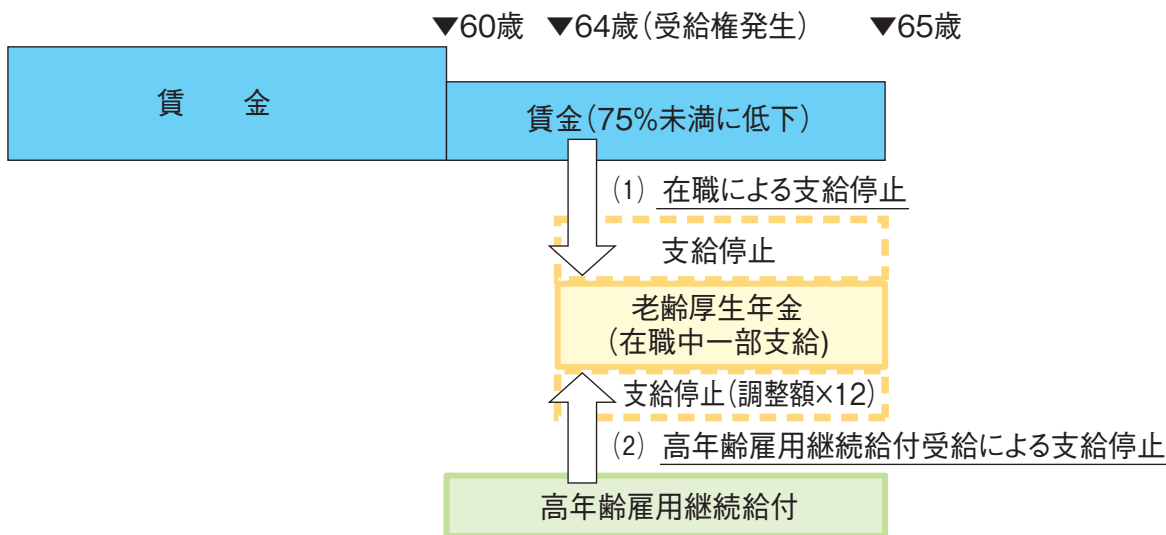 ▼60歳 ▼64歳(受給権発生) ▼65歳
賃 金
賃金(75%未満に低下)
(1) 在職による支給停止
支給停止
老齢厚生年金
(在職中一部支給)
支給停止(調整額×12)
(2) 高年齢雇用継続給付受給による支給停止
高年齢雇用継続給付